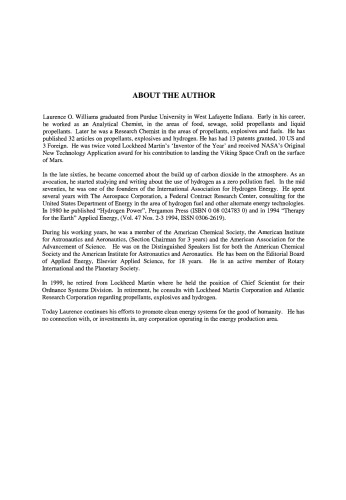 ABOUT THE AUTHOR
Laurence O. Williams graduated from Purdue University in West Lafayette Indiana. Early in his career,
he worked as an Analytical Chemist, in the areas of food, sewage, solid propellants and liquid
propellants. Later he was a Research Chemist in the areas of propellants, explosives and fuels. He has
published 32 articles on propellants, explosives and hydrogen. He has had 13 patents granted, 10 US and
3 Foreign. He was twice voted Lockheed Martin's 'Inventor of the Year' and received NASA's Original
New Technology Application award for his contribution to landing the Viking Space Craft on the surface
of Mars.
In the late sixties, he became concerned about the build up of carbon dioxide in the atmosphere. As an
avocation, he started studying and writing about the use of hydrogen as a zero pollution fuel. In the mid
seventies, he was one of the founders of the International Association for Hydrogen Energy. He spent
several years with The Aerospace Corporation, a Federal Contract Research Center, consulting for the
United States Department of Energy in the area of hydrogen fuel and other alternate energy technologies.
In 1980 he published "Hydrogen Power", Pergamon Press (ISBN 0 08 024783 0) and in 1994 "Therapy
for the Earth" Applied Energy, (Vol. 47 Nos. 2-3 1994, ISSN 0306-2619).
During his working years, he was a member of the American Chemical Society, the American Institute
for Astronautics and Aeronautics, (Section Chairman for 3 years) and the American Association for the
Advancement of Science. He was on the Distinguished Speakers list for both the American Chemical
Society and the American Institute for Astronautics and Aeronautics. He has been on the Editorial Board
of Applied Energy, Elsevier Applied Science, for 18 years. He is an active member of Rotary
International and the Planetary Society.
In 1999, he retired from Lockheed Martin where he held the position of Chief Scientist for their
Ordnance Systems Division. In retirement, he consults with Lockheed Martin Corporation and Atlantic
Research Corporation regarding propellants, explosives and hydrogen.
Today Laurence continues his efforts to promote clean energy systems for the good of humanity. He has
no connection with, or investments in, any corporation operating in the energy production area.